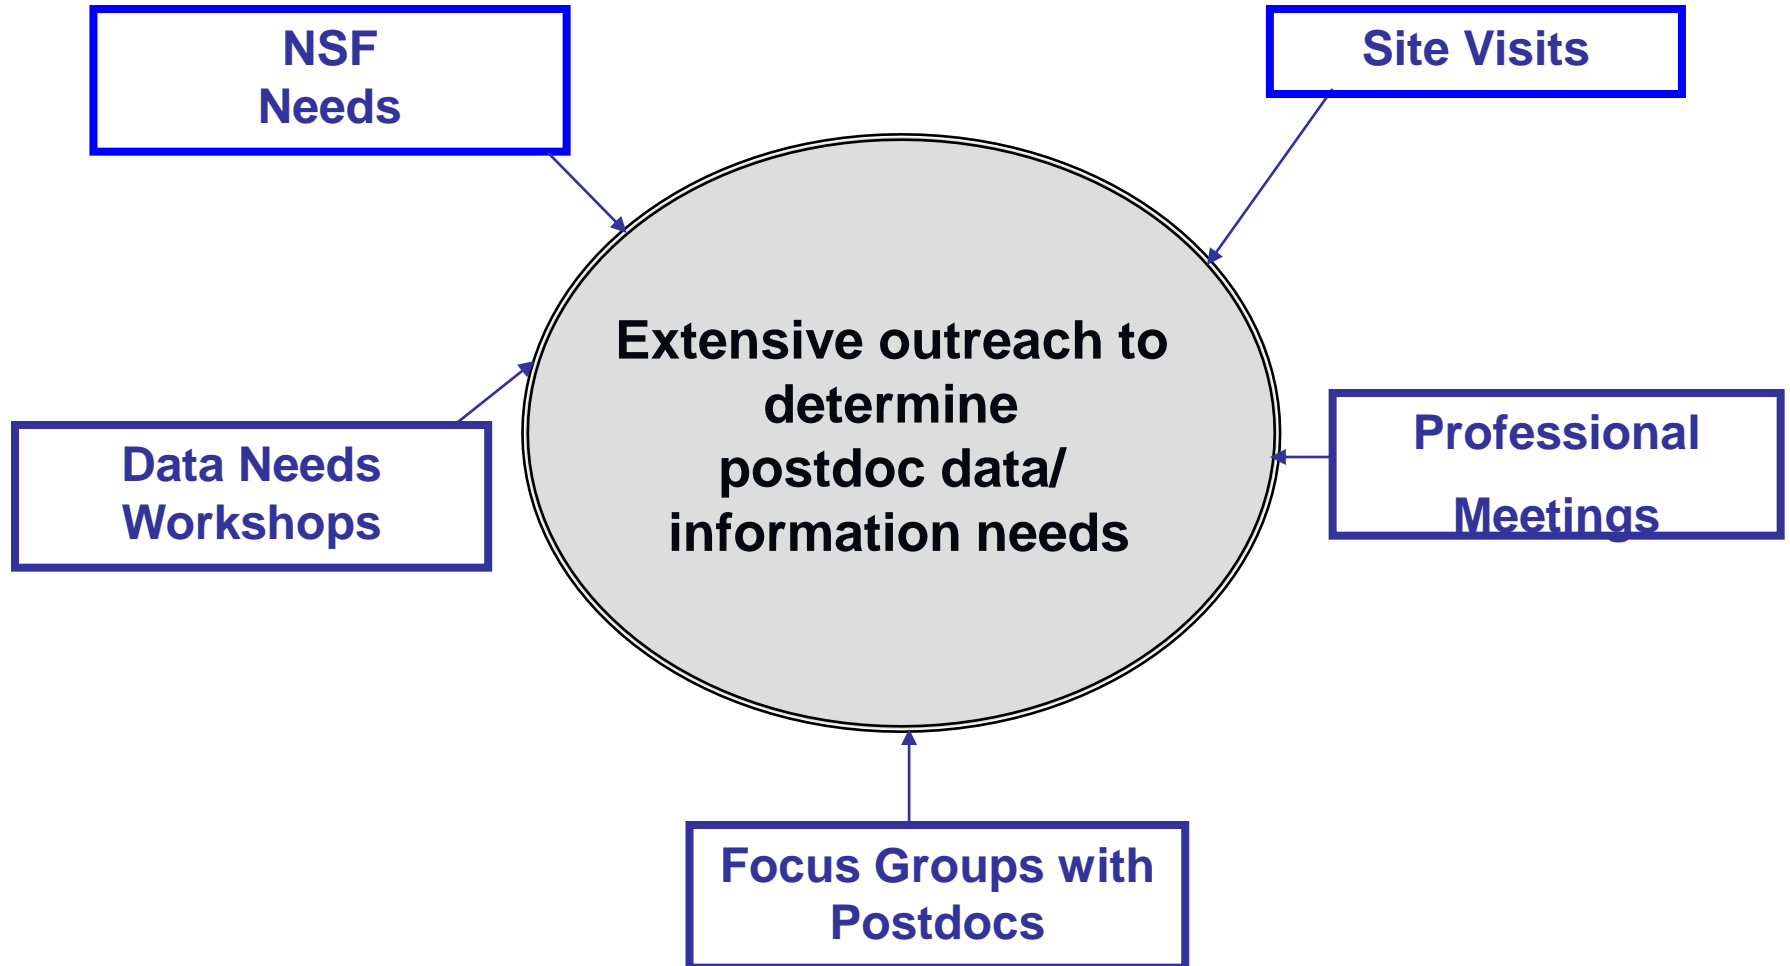 NSF
Needs
Site Visits
Extensive outreach to
determine
postdoc data/
information needs
Data Needs
Workshops
Professional
Meetings
Focus Groups with
Postdocs